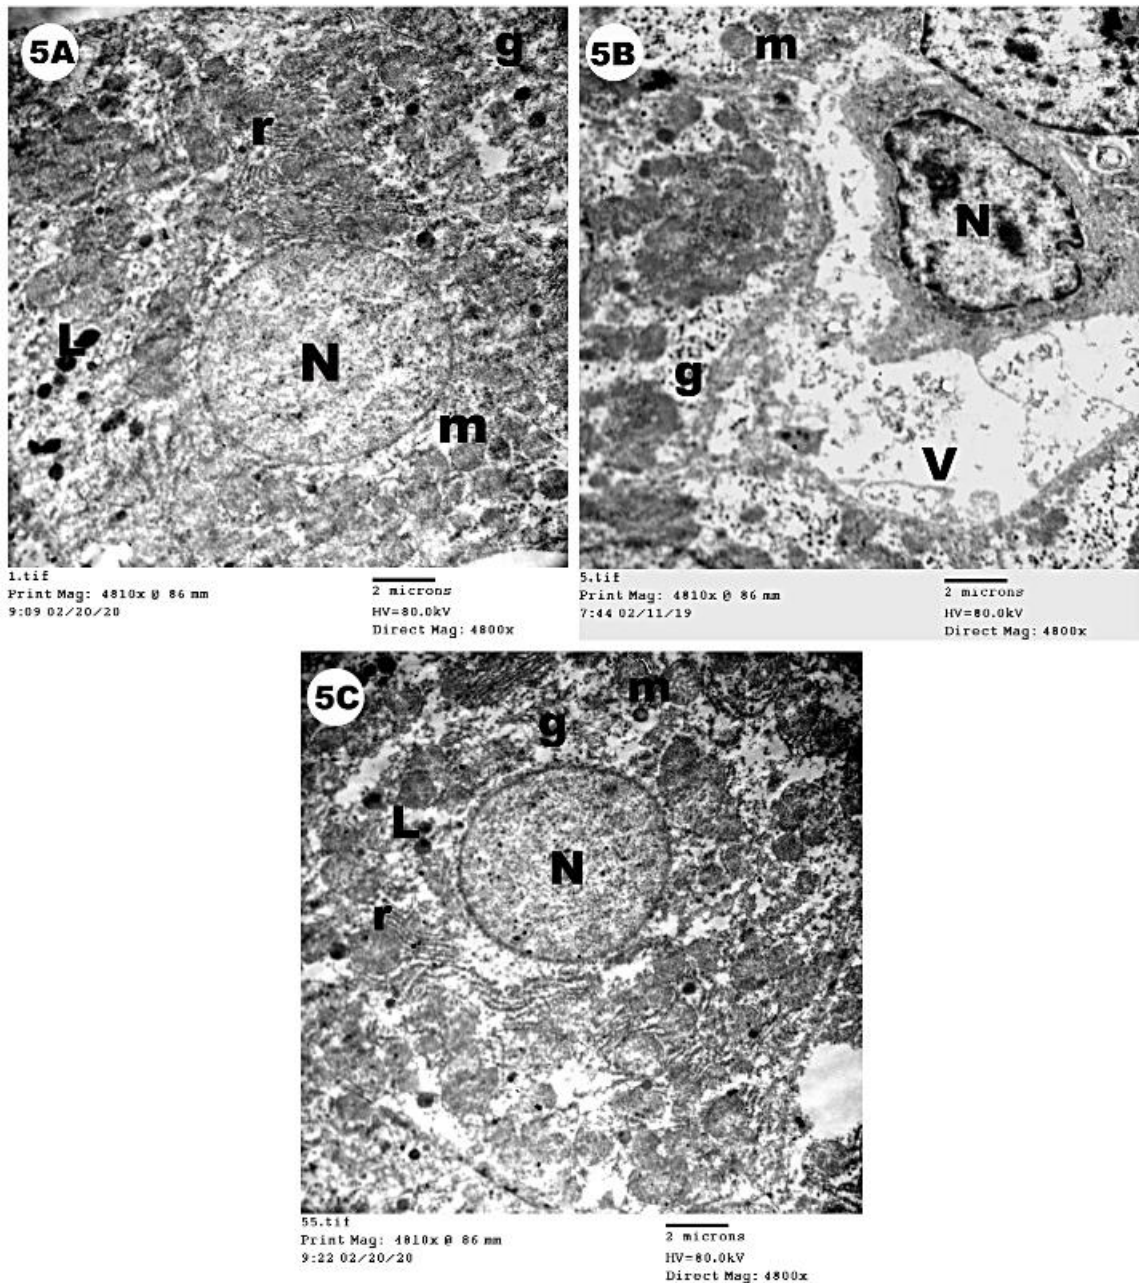 5A
g
r
L
N
m
1.tif
Print Mag: 4810x @ 86 mm
9:09 02/20/20
2 microns
HV=80.0kV
Direct Mag: 4800x
5B
m
N
g
V
5.tif
Print Mag: 4810x @ 86 mm
7:44 02/11/19
2 microns
HV=80.0kV
Direct Mag: 4800x
5C
m
g
L
N
r
55.tif
Print Mag: 4810x @ 86 mm
9:22 02/20/20
2 microns
HV=80.0kV
Direct Mag: 4800x